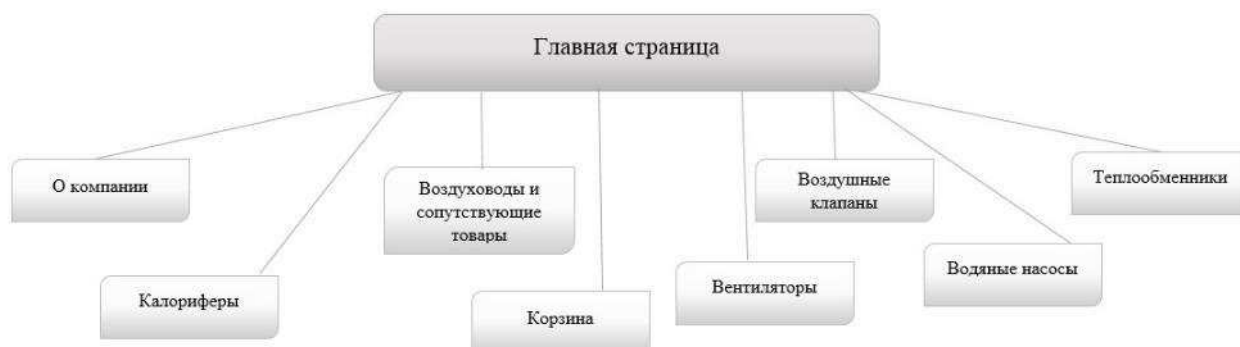 Главная страница
О компании
Воздуховоды и
сопутствующие
товары
Воздушные
клапаны
Теплообменники
Калориферы
Корзина
Вентиляторы
Водяные насосы